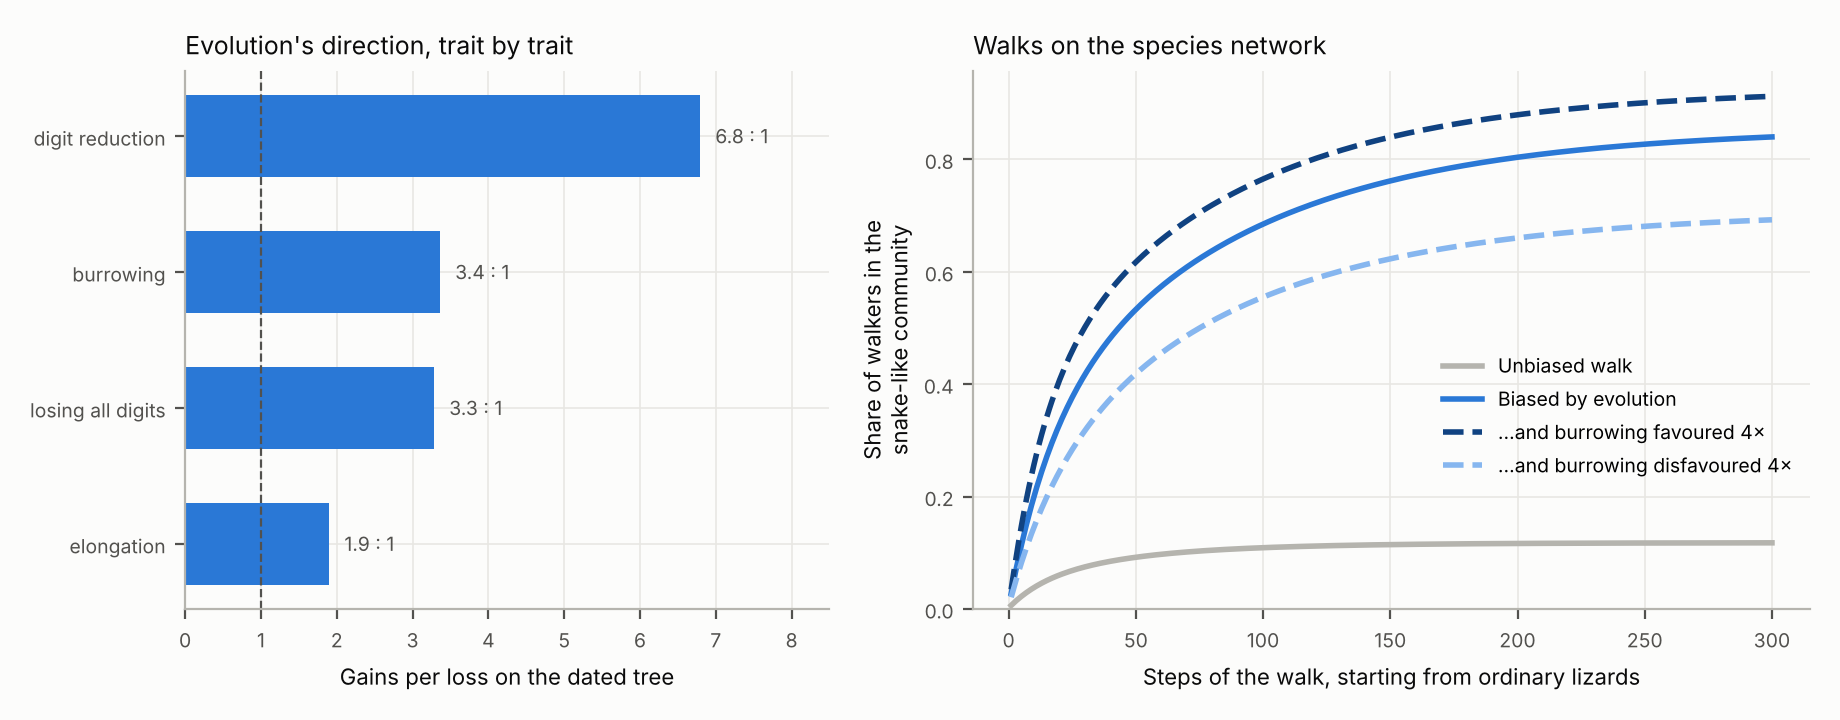 Evolution's direction, trait by trait
digit reduction
6.8 : 1
burrowing
3.4 : 1
losing all digits
3.3 : 1
elongation
1.9 : 1
0 1 2 3 4 5 6 7 8
Gains per loss on the dated tree
Walks on the species network
Share of walkers in the
snake-like community
0.8
0.6
0.4
0.2
0.0
Unbiased walk
Biased by evolution
...and burrowing favoured 4×
...and burrowing disfavoured 4×
0 50 100 150 200 250 300
Steps of the walk, starting from ordinary lizards